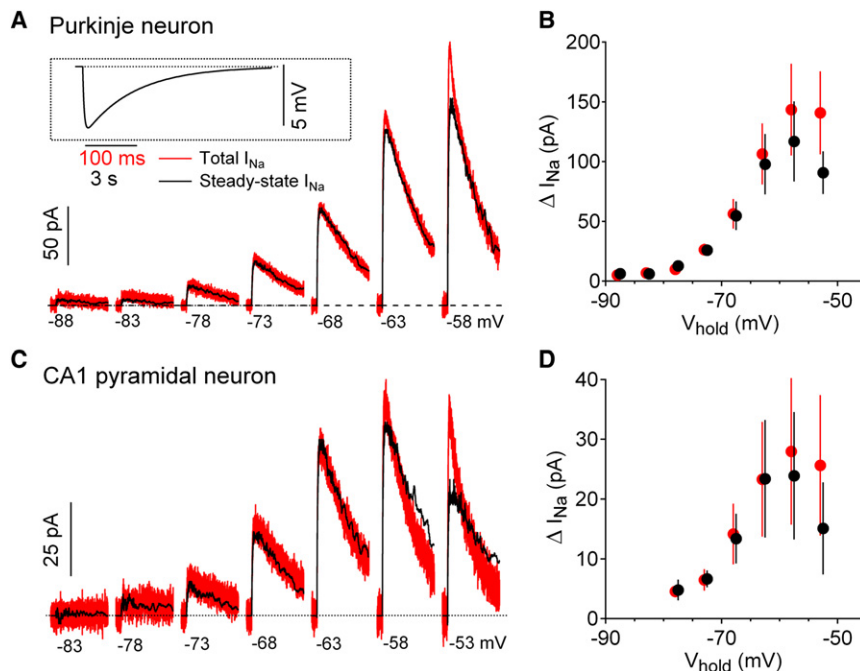 A
Purkinje neuron
5 mV
100 ms
3 s
Total I_Na
Steady-state I_Na
50 pA
-88 -83 -78 -73 -68 -63 -58 mV
B
200
150
100
50
0
Δ I_Na (pA)
-90 -70 -50
V_hold (mV)
C
CA1 pyramidal neuron
25 pA
-83 -78 -73 -68 -63 -58 -53 mV
D
40
30
20
10
0
Δ I_Na (pA)
-90 -70 -50
V_hold (mV)